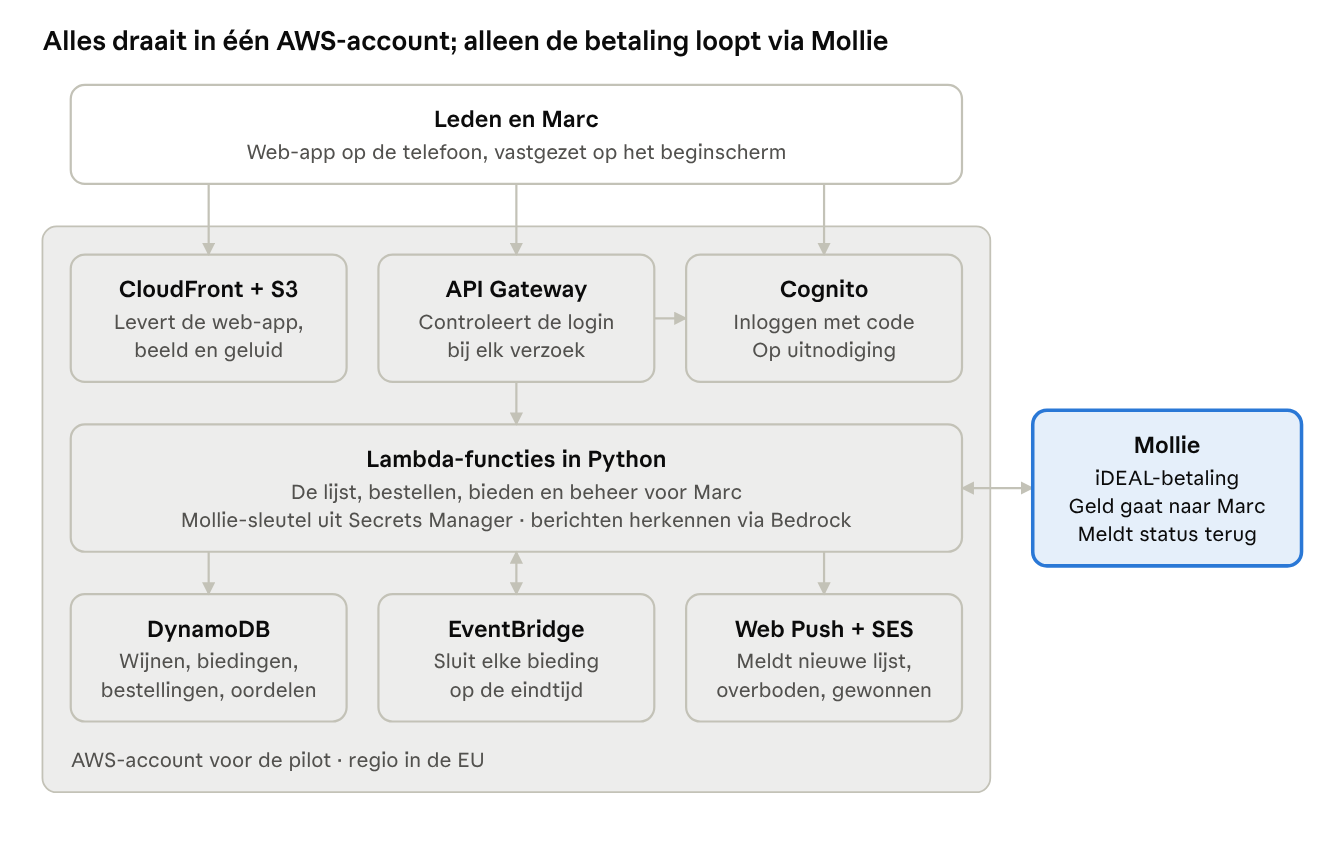 Alles draait in één AWS-account; alleen de betaling loopt via Mollie
Leden en Marc
Web-app op de telefoon, vastgezet op het beginscherm
CloudFront + S3
Levert de web-app,
beeld en geluid
API Gateway
Controleert de login
bij elk verzoek
Cognito
Inloggen met code
Op uitnodiging
Lambda-functies in Python
De lijst, bestellen, bieden en beheer voor Marc
Mollie-sleutel uit Secrets Manager · berichten herkennen via Bedrock
Mollie
iDEAL-betaling
Geld gaat naar Marc
Meldt status terug
DynamoDB
Wijnen, biedingen,
bestellingen, oordelen
EventBridge
Sluit elke bieding
op de eindtijd
Web Push + SES
Meldt nieuwe lijst,
overboden, gewonnen
AWS-account voor de pilot · regio in de EU